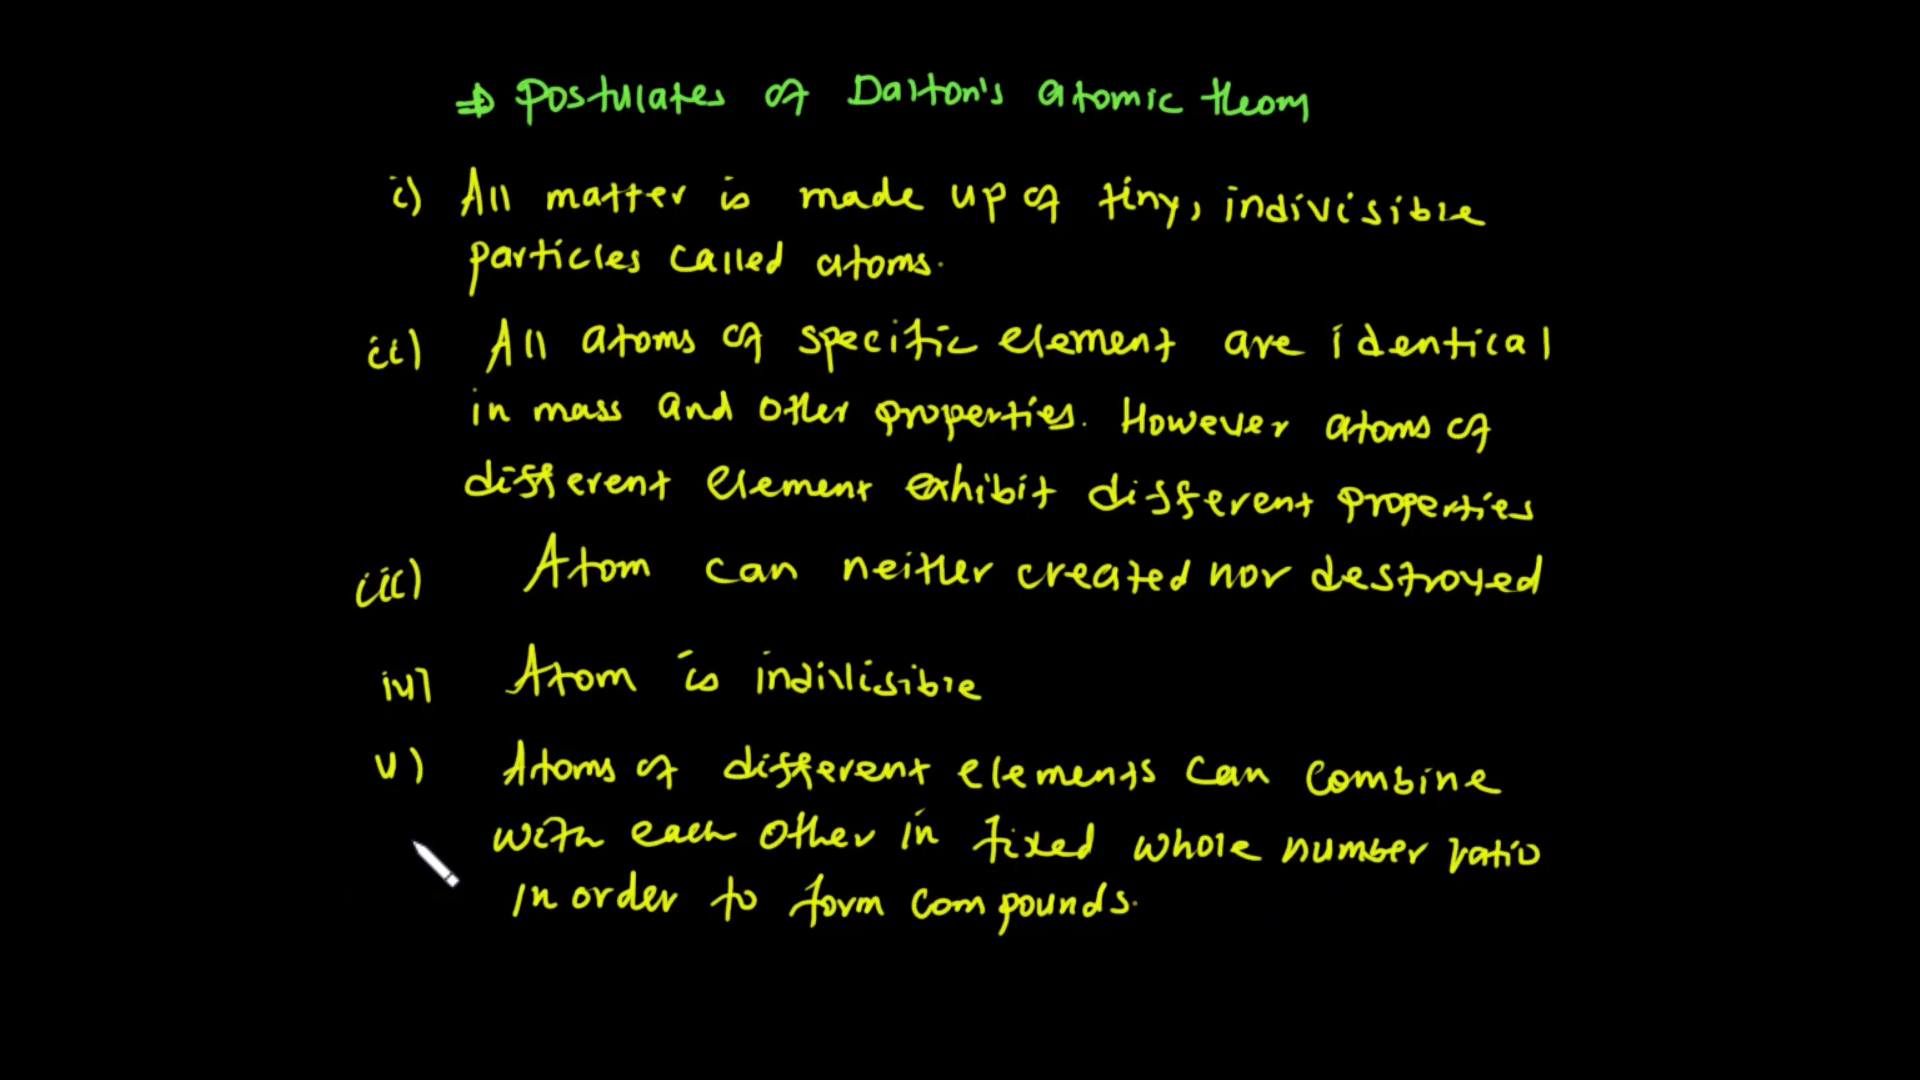 ⇒ Postulates of Dalton's atomic theory
i) All matter is made up of tiny, indivisible
particles called atoms.
ii) All atoms of specific element are identical
in mass and other properties. However atoms of
different element exhibit different properties
iii) Atom can neither created nor destroyed
iv) Atom is indivisible
v) Atoms of different elements can combine
with each other in fixed whole number ratio
in order to form compounds.